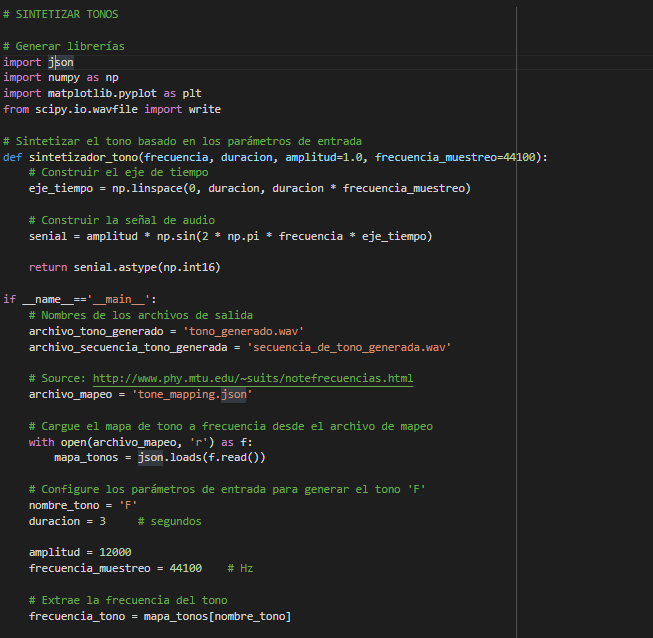 # SINTETIZAR TONOS
# Generar librerías
import json
import numpy as np
import matplotlib.pyplot as plt
from scipy.io.wavfile import write
# Sintetizar el tono basado en los parámetros de entrada
def sintetizador_tono(frecuencia, duracion, amplitud=1.0, frecuencia_muestreo=44100):
# Construir el eje de tiempo
eje_tiempo = np.linspace(0, duracion, duracion * frecuencia_muestreo)
# Construir la señal de audio
senial = amplitud * np.sin(2 * np.pi * frecuencia * eje_tiempo)
return senial.astype(np.int16)
if __name__=='__main__':
# Nombres de los archivos de salida
archivo_tono_generado = 'tono_generado.wav'
archivo_secuencia_tono_generada = 'secuencia_de_tono_generada.wav'
# Source: http://www.phy.mtu.edu/~suits/notefrecuencias.html
archivo_mapeo = 'tone_mapping.json'
# Cargue el mapa de tono a frecuencia desde el archivo de mapeo
with open(archivo_mapeo, 'r') as f:
mapa_tonos = json.loads(f.read())
# Configure los parámetros de entrada para generar el tono 'F'
nombre_tono = 'F'
duracion = 3     # segundos
amplitud = 12000
frecuencia_muestreo = 44100    # Hz
# Extrae la frecuencia del tono
frecuencia_tono = mapa_tonos[nombre_tono]